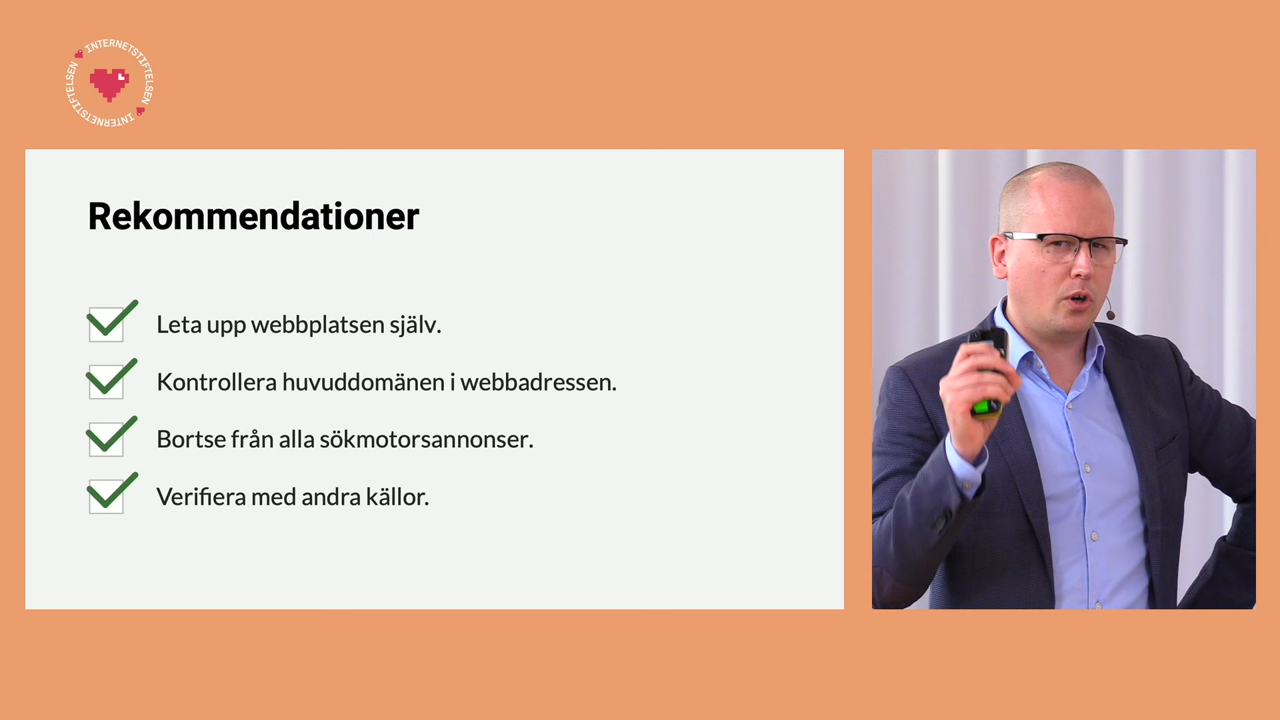 INTERNETSTIFTELSEN
INTERNETSTIFTELSEN
Rekommendationer
Leta upp webbplatsen själv.
Kontrollera huvuddomänen i webbadressen.
Bortse från alla sökmotorsannonser.
Verifiera med andra källor.